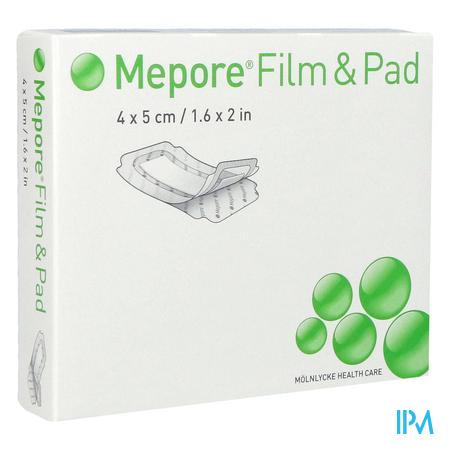 Mepore® Film & Pad
4 x 5 cm / 1.6 x 2 in
Mepore
MÖLNLYCKE HEALTH CARE
Mepore® Film & Pad
4 x 5 cm / 1.6 x 2 in
IPM